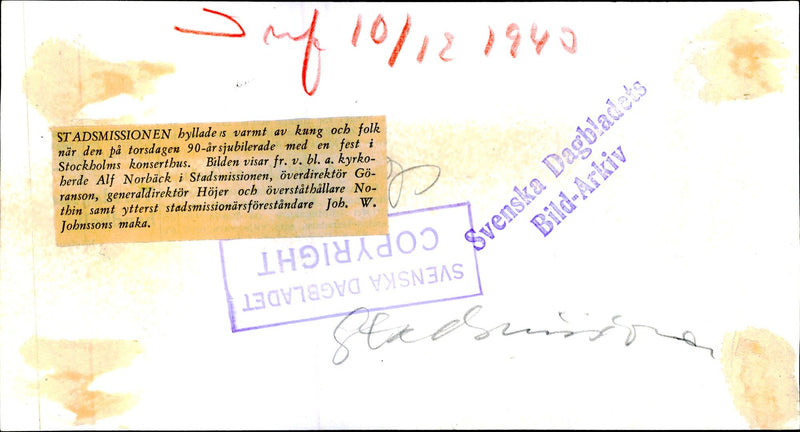 Inf 10/12 1943
STADSMISSIONEN hyllades varmt av kung och folk
när den på torsdagen 90-årsjubilerade med en fest i
Stockholms konserthus. Bilden visar fr. v. bl. a. kyrko-
herde Alf Norbäck i Stadsmissionen, överdirektör Gö-
ranson, generaldirektör Höjer och överståthållare No-
thin samt ytterst stadsmissionärsföreståndare Joh. W.
Johnssons maka.
Svenska Dagbladets
Bild-Arkiv
SVENSKA DAGBLADET
COPYRIGHT
Stadsmissionen